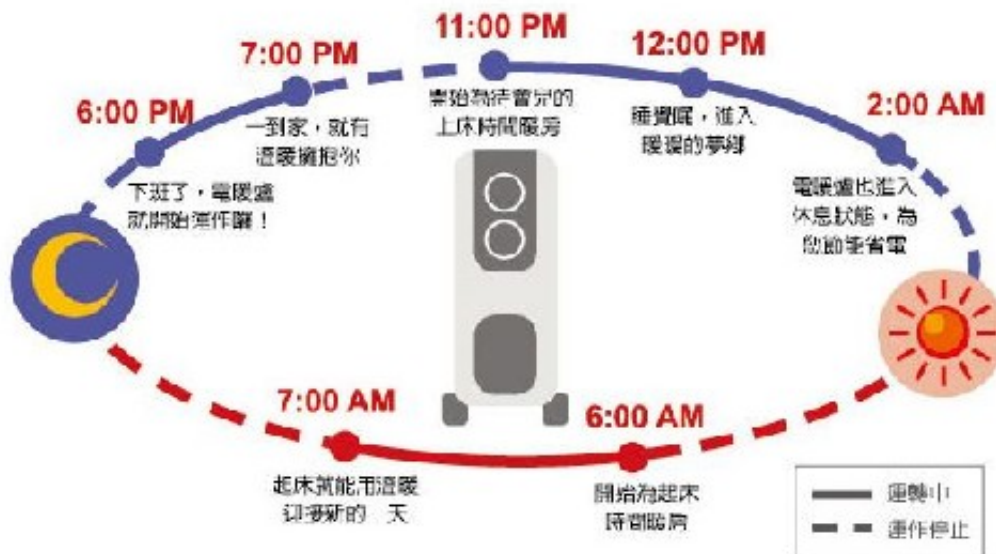 6:00 PM
下班了，電暖爐
就開始運作囉！
7:00 PM
一到家，就有
溫暖擁抱你
11:00 PM
開始為待會兒的
上床時間暖房
12:00 PM
睡覺囉，進入
暖暖的夢鄉
2:00 AM
電暖爐也進入
休息狀態，為
您節能省電
6:00 AM
開始為起床
時間暖房
7:00 AM
起床就能用溫暖
迎接新的一天
運轉中
運作停止